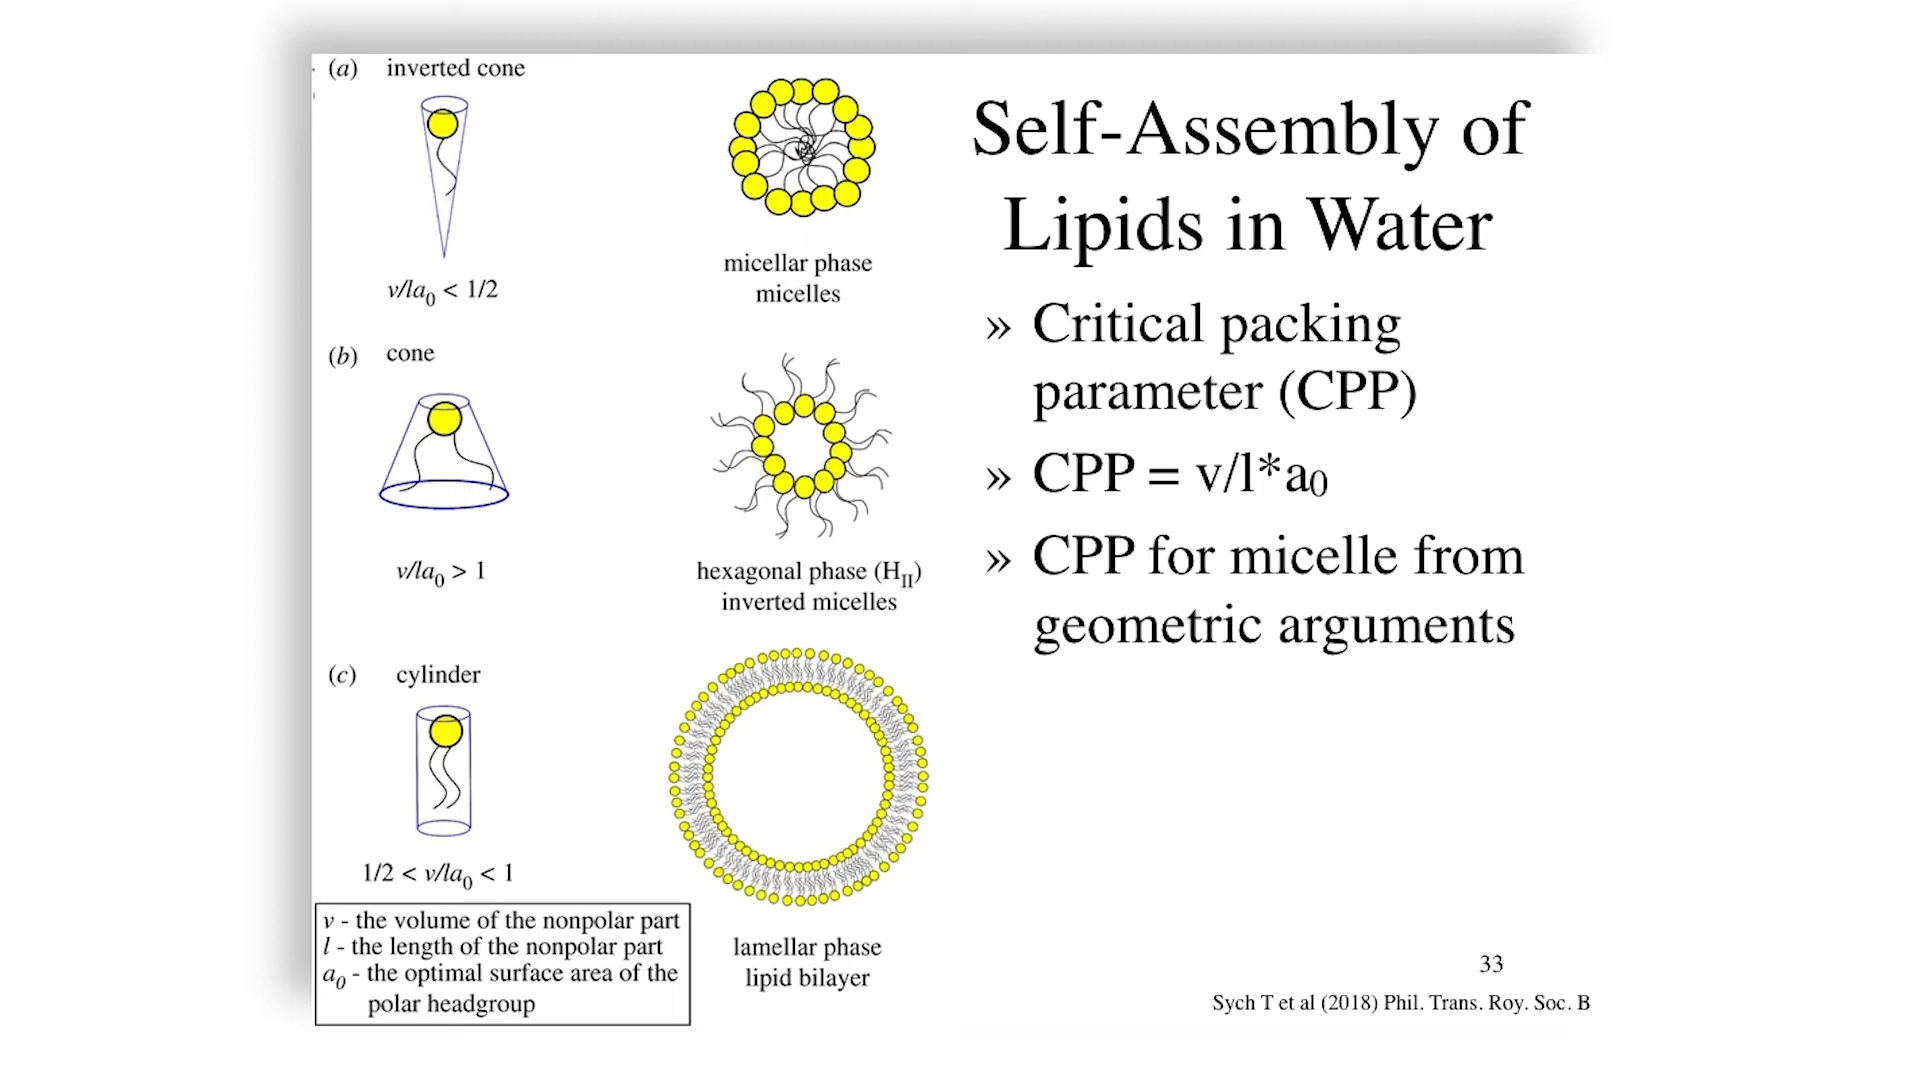 (a) inverted cone
v/la0 < 1/2
micellar phase
micelles
(b) cone
v/la0 > 1
hexagonal phase (HII)
inverted micelles
(c) cylinder
1/2 < v/la0 < 1
v - the volume of the nonpolar part
l - the length of the nonpolar part
a0 - the optimal surface area of the
polar headgroup
lamellar phase
lipid bilayer
Self-Assembly of
Lipids in Water
» Critical packing
parameter (CPP)
» CPP = v/l*a0
» CPP for micelle from
geometric arguments
33
Sych T et al (2018) Phil. Trans. Roy. Soc. B